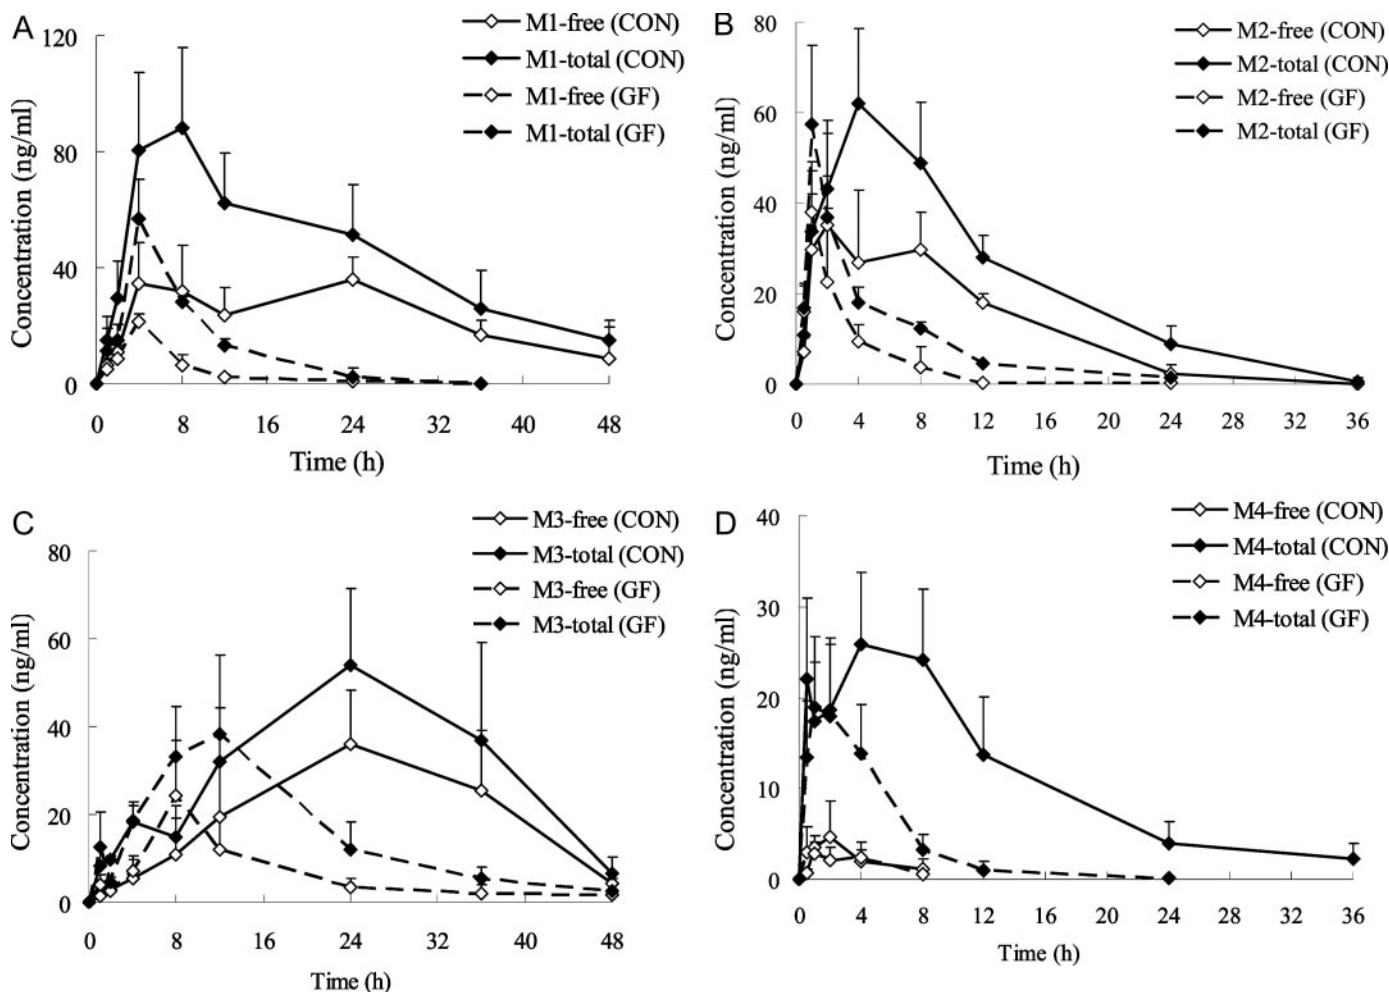 A
M1-free (CON)
M1-total (CON)
M1-free (GF)
M1-total (GF)
Concentration (ng/ml)
120
80
40
0
0 8 16 24 32 40 48
Time (h)
B
M2-free (CON)
M2-total (CON)
M2-free (GF)
M2-total (GF)
Concentration (ng/ml)
80
60
40
20
0
0 4 8 12 16 20 24 28 32 36
Time (h)
C
M3-free (CON)
M3-total (CON)
M3-free (GF)
M3-total (GF)
Concentration (ng/ml)
80
60
40
20
0
0 8 16 24 32 40 48
Time (h)
D
M4-free (CON)
M4-total (CON)
M4-free (GF)
M4-total (GF)
Concentration (ng/ml)
40
30
20
10
0
0 4 8 12 16 20 24 28 32 36
Time (h)